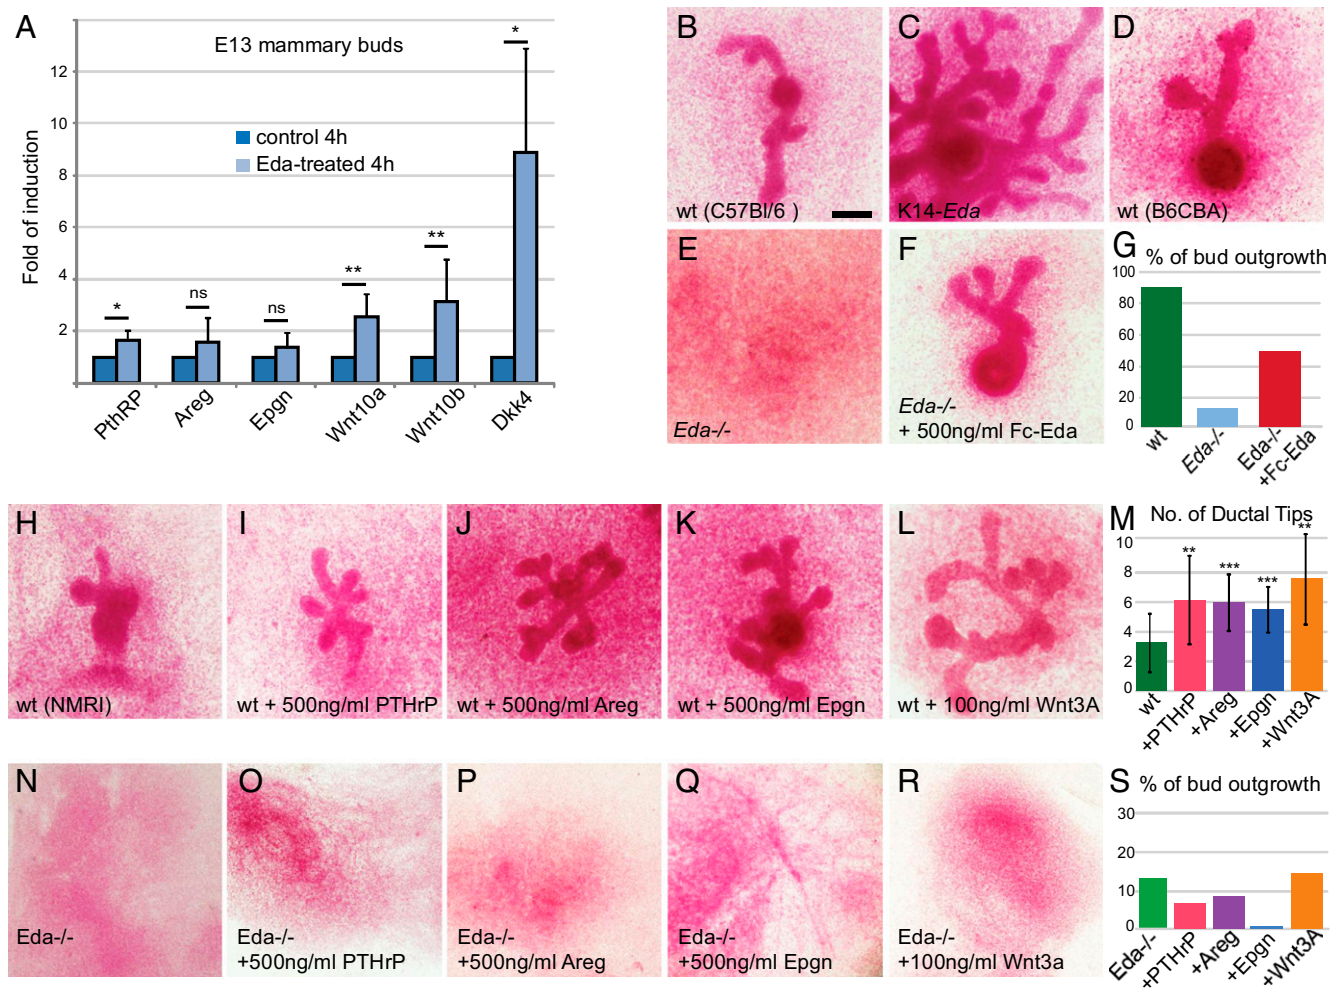 A
E13 mammary buds
control 4h
Eda-treated 4h
Fold of induction
12
10
8
6
4
2
*
ns
ns
**
**
*
PthRP
Areg
Epgn
Wnt10a
Wnt10b
Dkk4
B
wt (C57Bl/6 )
C
K14-Eda
D
wt (B6CBA)
E
Eda-/-
F
Eda-/-
+ 500ng/ml Fc-Eda
G
% of bud outgrowth
100
80
60
40
20
0
wt
Eda-/-
Eda-/-
+Fc-Eda
H
wt (NMRI)
I
wt + 500ng/ml PTHrP
J
wt + 500ng/ml Areg
K
wt + 500ng/ml Epgn
L
wt + 100ng/ml Wnt3A
M
No. of Ductal Tips
10
8
6
4
2
0
**
***
***
**
wt
+PTHrP
+Areg
+Epgn
+Wnt3A
N
Eda-/-
O
Eda-/-
+500ng/ml PTHrP
P
Eda-/-
+500ng/ml Areg
Q
Eda-/-
+500ng/ml Epgn
R
Eda-/-
+100ng/ml Wnt3a
S
% of bud outgrowth
30
20
10
0
Eda-/-
+PTHrP
+Areg
+Epgn
+Wnt3A